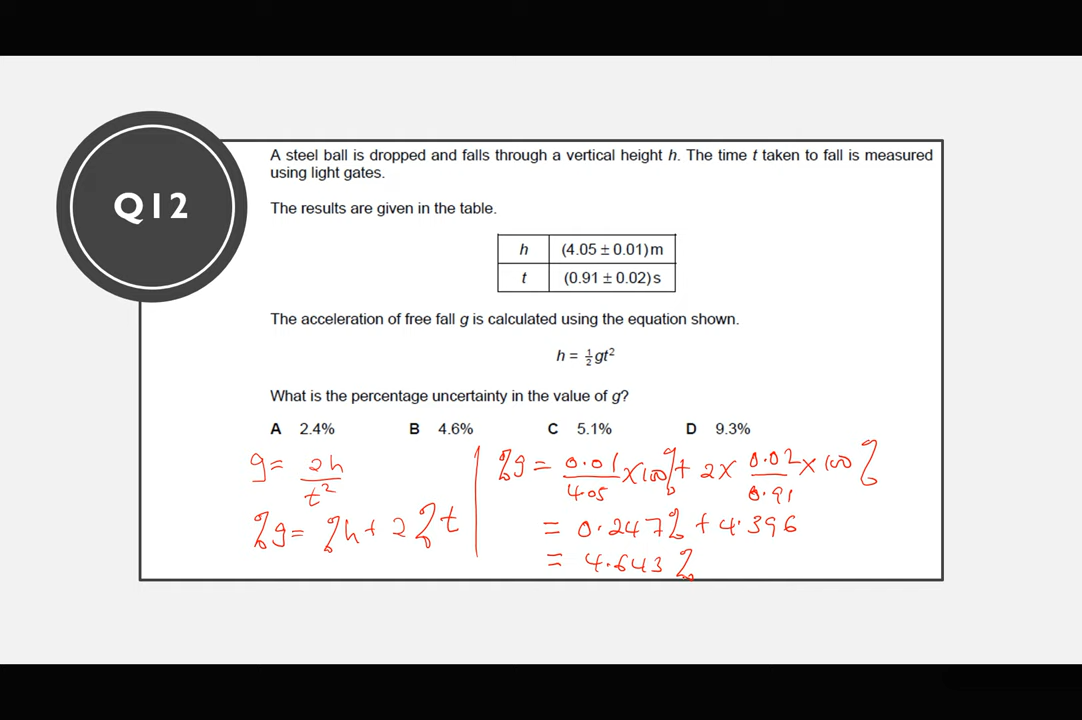 Q12
A steel ball is dropped and falls through a vertical height h. The time t taken to fall is measured
using light gates.
The results are given in the table.
h (4.05 ± 0.01) m
t (0.91 ± 0.02) s
The acceleration of free fall g is calculated using the equation shown.
h = ½gt²
What is the percentage uncertainty in the value of g?
A 2.4% B 4.6% C 5.1% D 9.3%
g = 2h/t²
%g = %h + 2 %t
%g = 0.01/4.05 × 100% + 2 × 0.02/0.91 × 100%
= 0.247% + 4.396
= 4.643%